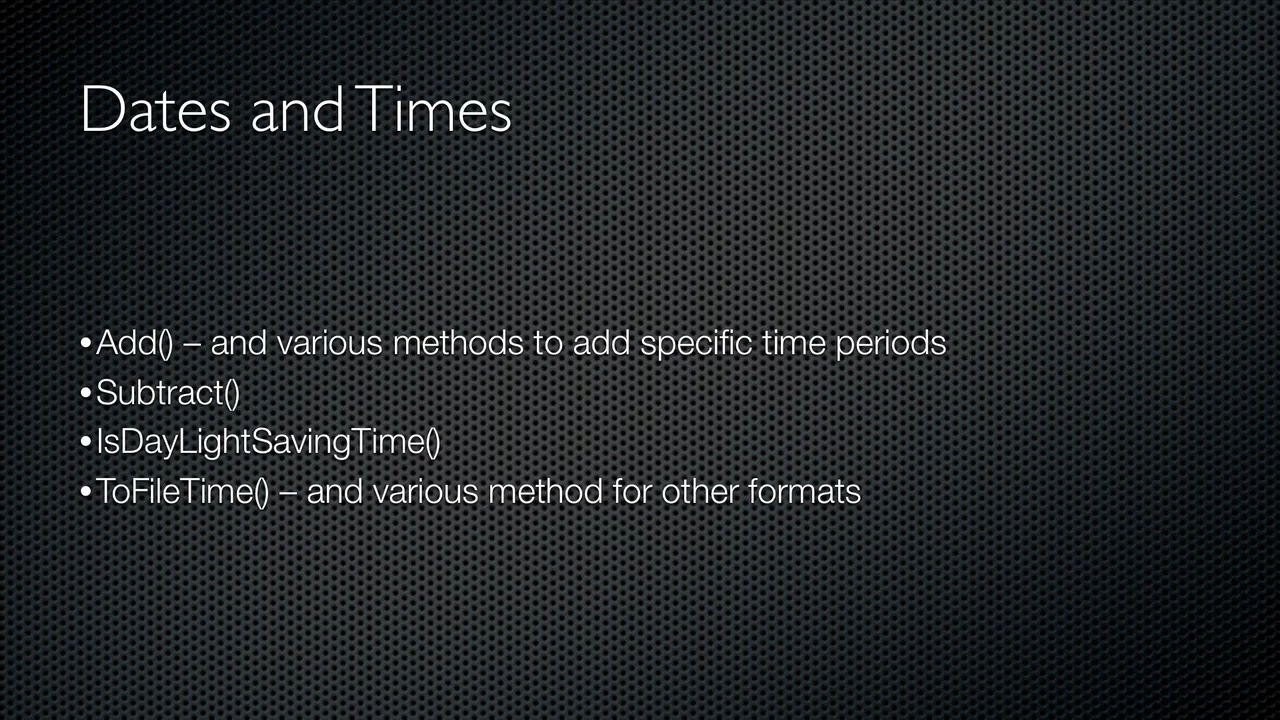 Dates and Times
•Add() – and various methods to add specific time periods
•Subtract()
•IsDayLightSavingTime()
•ToFileTime() – and various method for other formats